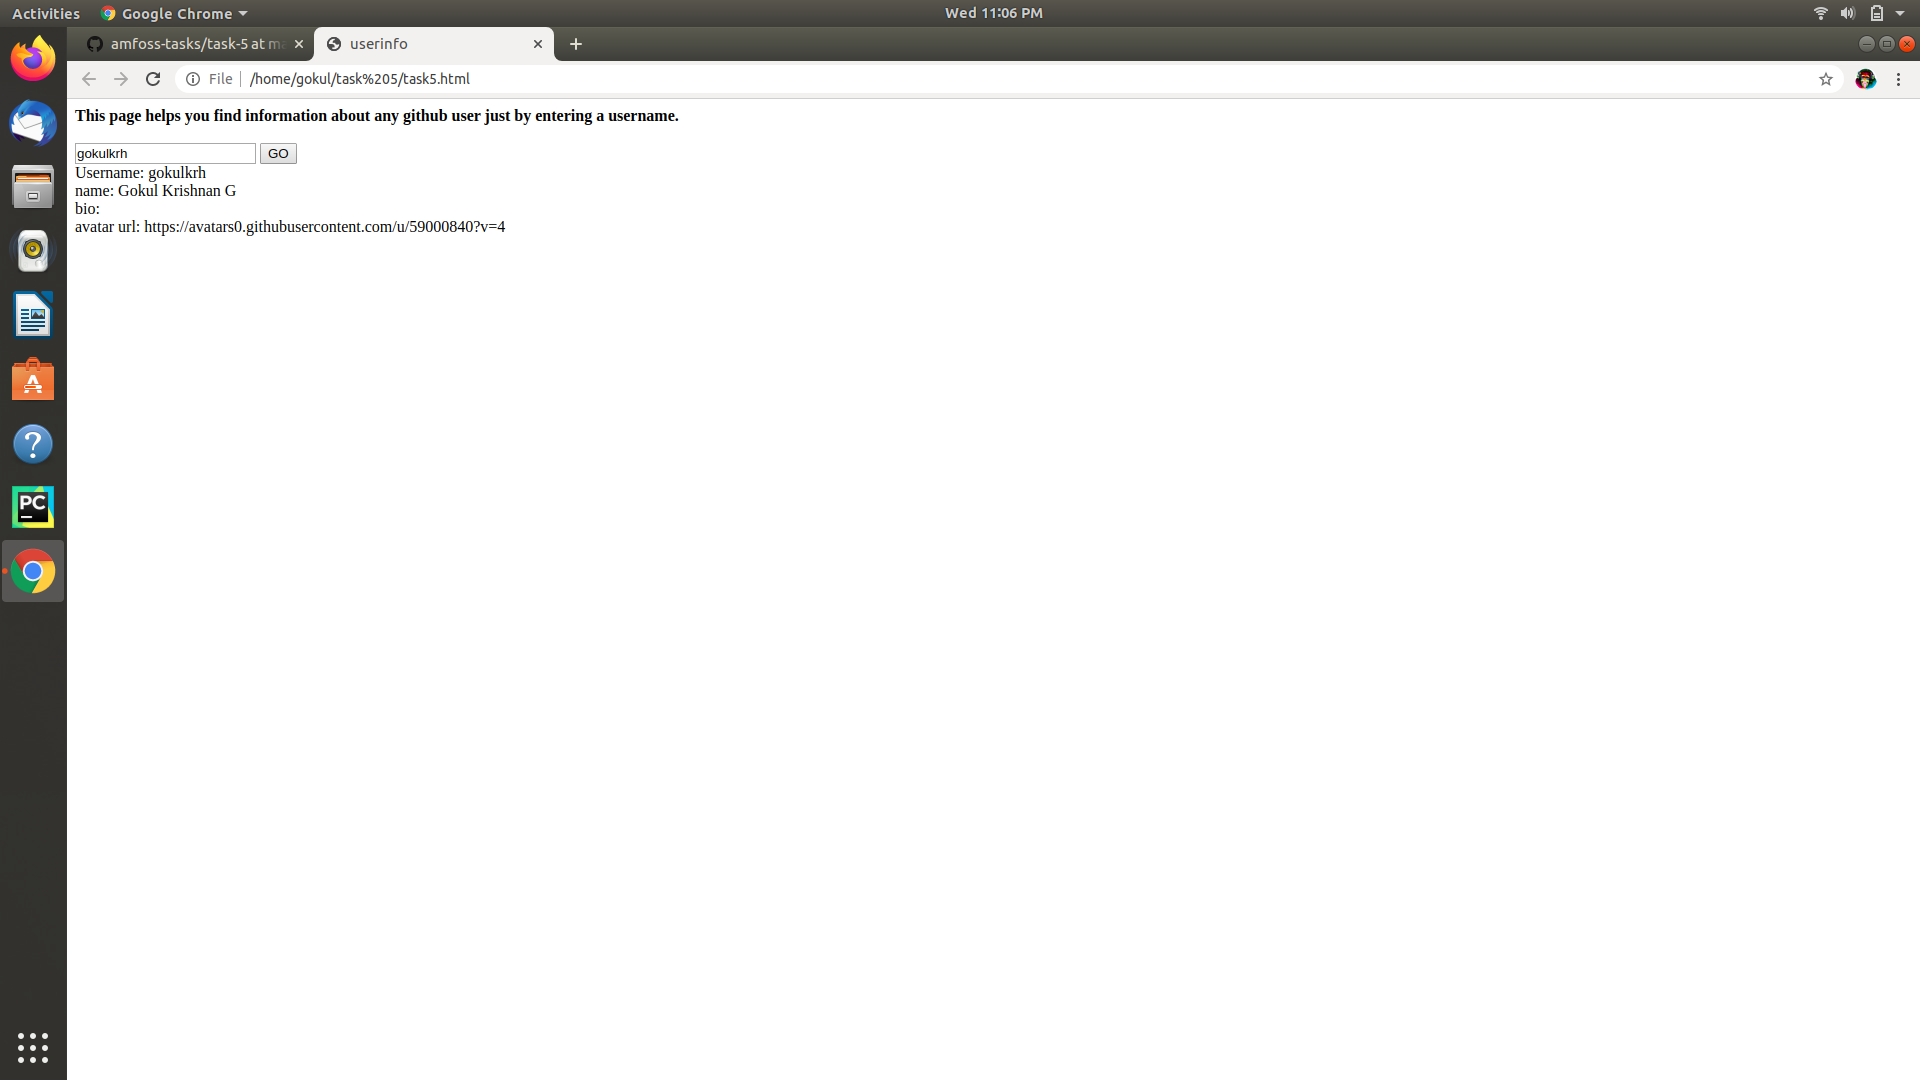 Activities
Google Chrome
Wed 11:06 PM
amfoss-tasks/task-5 at
userinfo
File
/home/gokul/task%205/task5.html
This page helps you find information about any github user just by entering a username.
gokulkrh
GO
Username: gokulkrh
name: Gokul Krishnan G
bio:
avatar url: https://avatars0.githubusercontent.com/u/59000840?v=4
A
?
PC